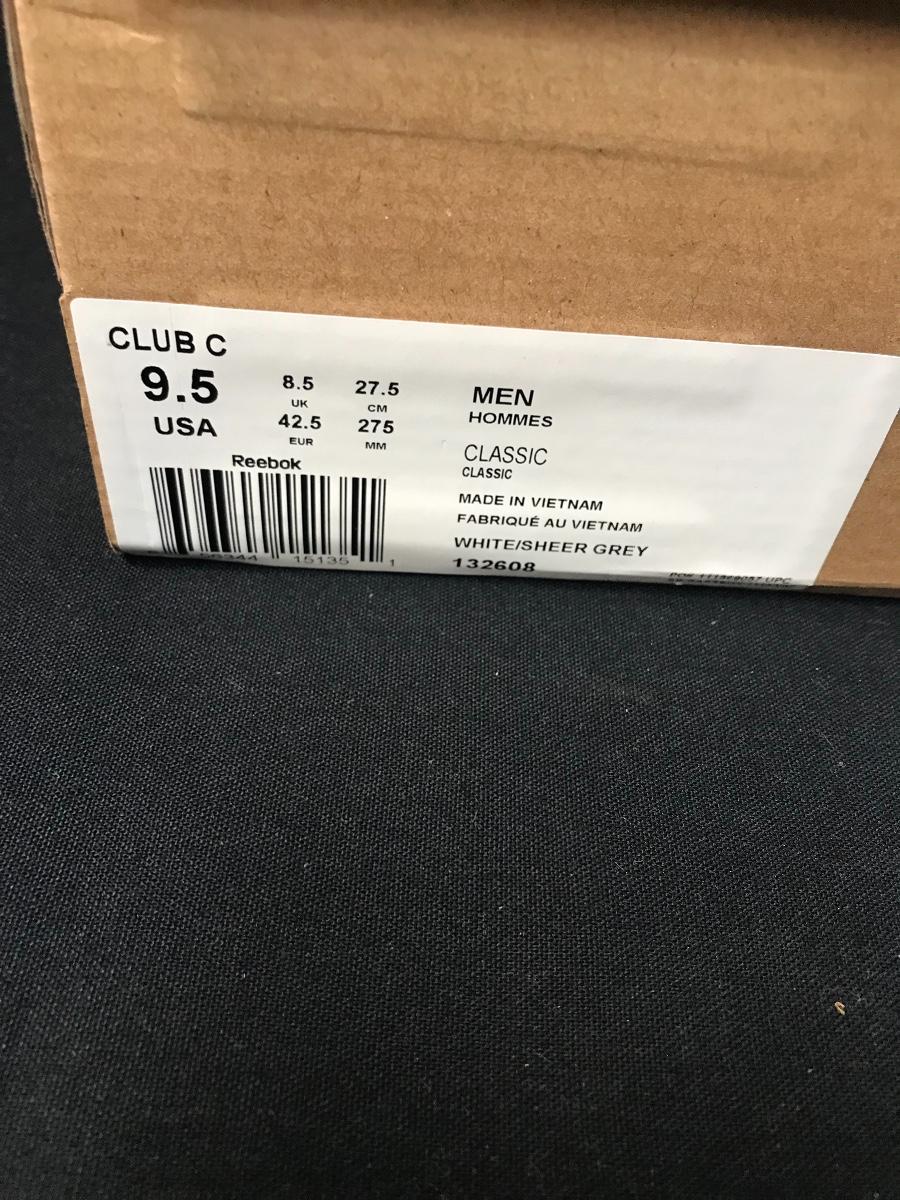 CLUB C
9.5
USA
8.5
UK
42.5
EUR
27.5
CM
275
MM
Reebok
15135 1
MEN
HOMMES
CLASSIC
CLASSIC
MADE IN VIETNAM
FABRIQUÉ AU VIETNAM
WHITE/SHEER GREY
132608
UPC